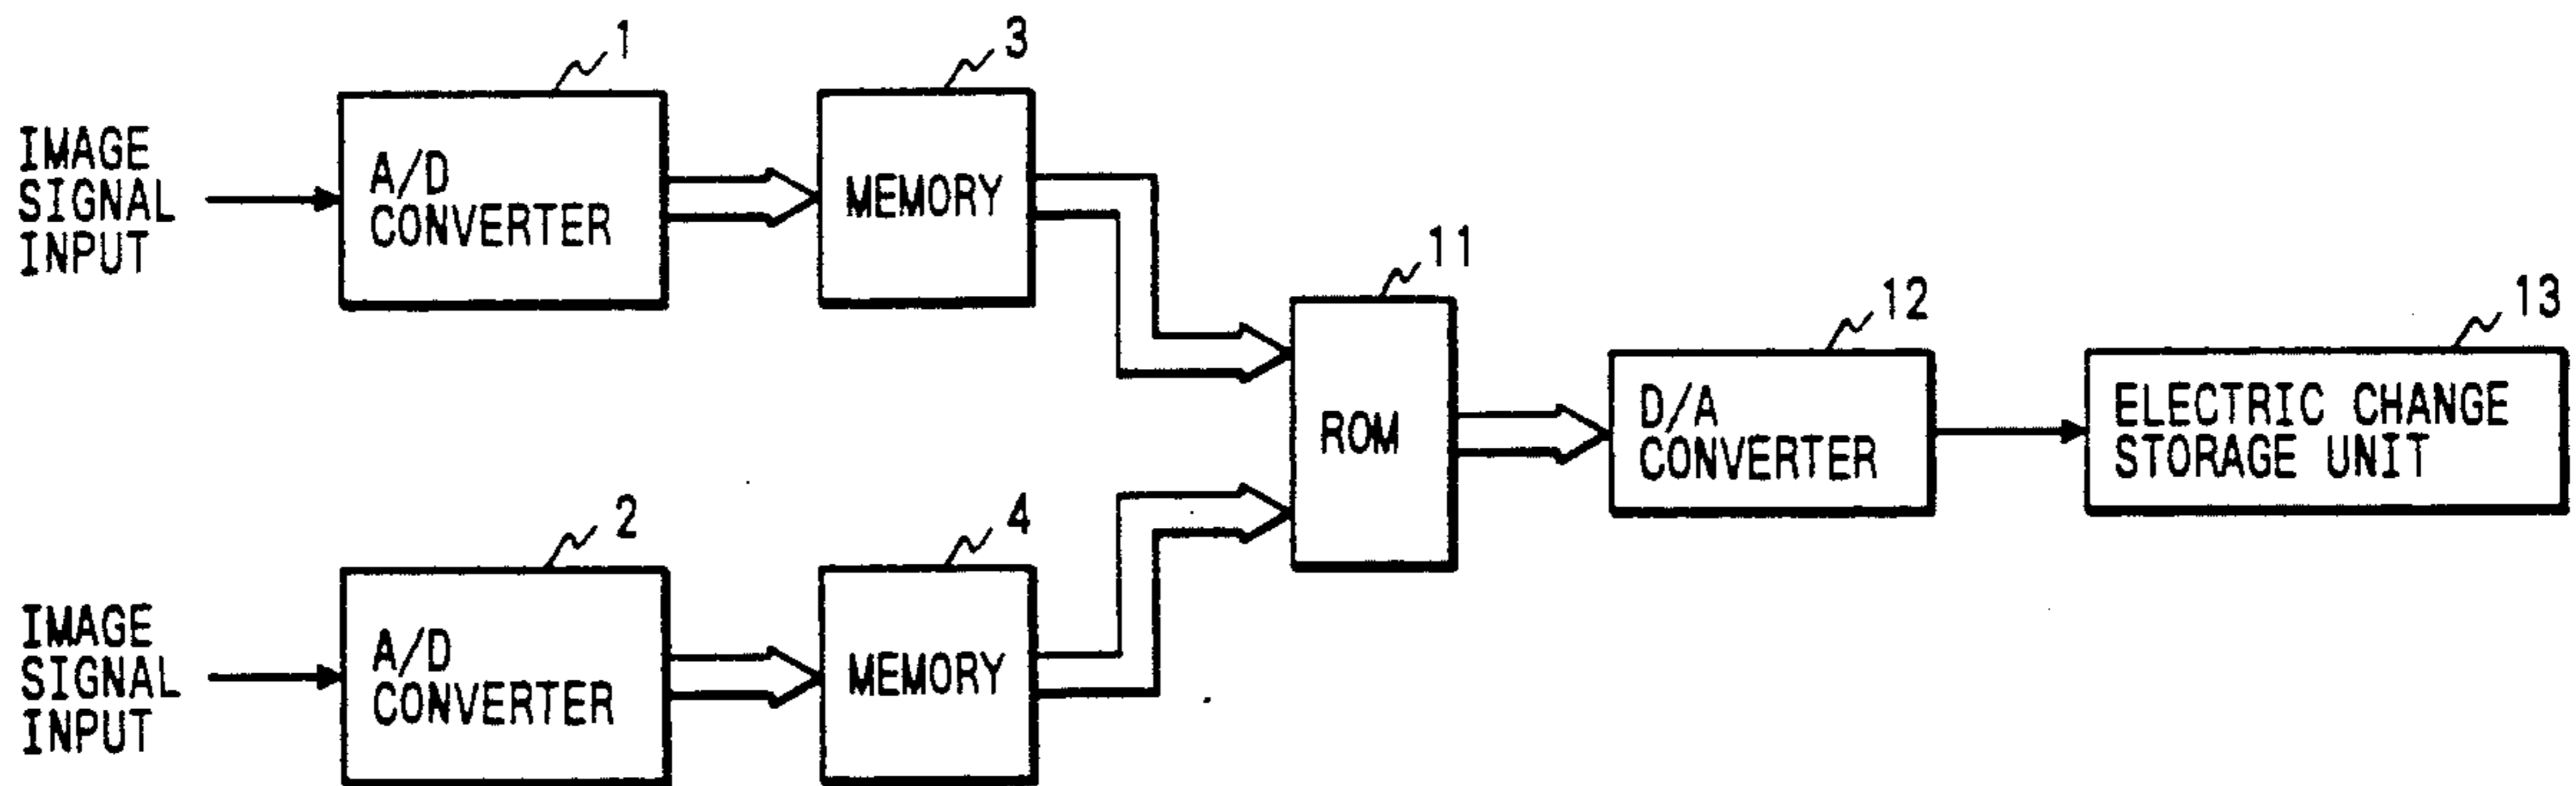 1
3
IMAGE
SIGNAL
INPUT
A/D
CONVERTER
MEMORY
11
12
13
ROM
D/A
CONVERTER
ELECTRIC CHANGE
STORAGE UNIT
2
4
IMAGE
SIGNAL
INPUT
A/D
CONVERTER
MEMORY